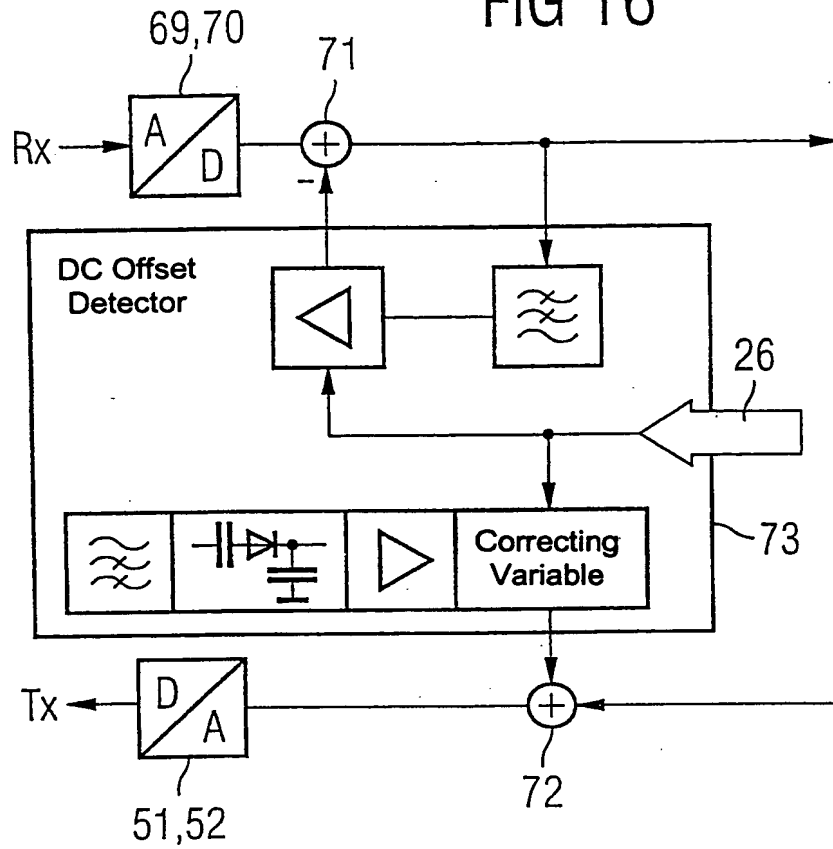 FIG 16
69,70
71
A
D
Rx
-
DC Offset
Detector
26
73
Correcting
Variable
Tx
D
A
72
51,52